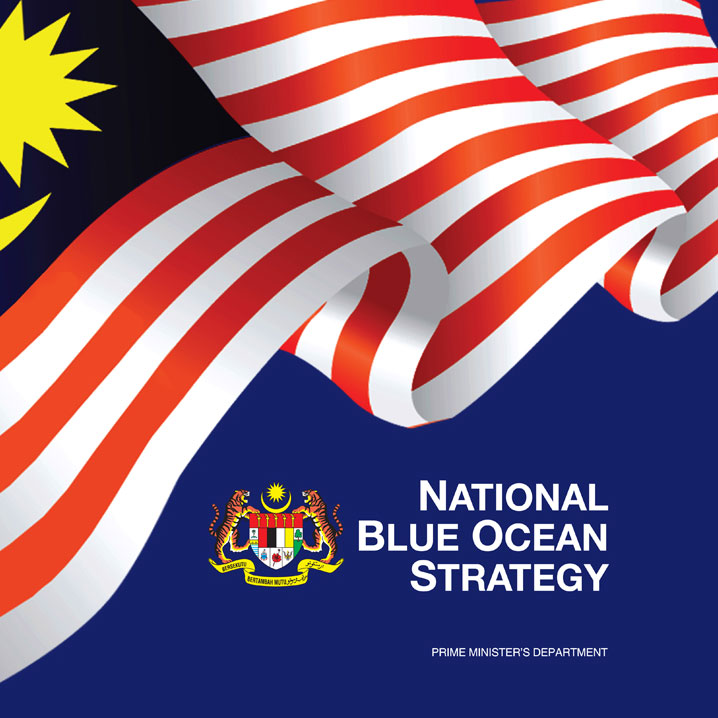 NATIONAL
BLUE OCEAN
STRATEGY
BERSEKUTU
BERTAMBAH MUTU
PRIME MINISTER'S DEPARTMENT